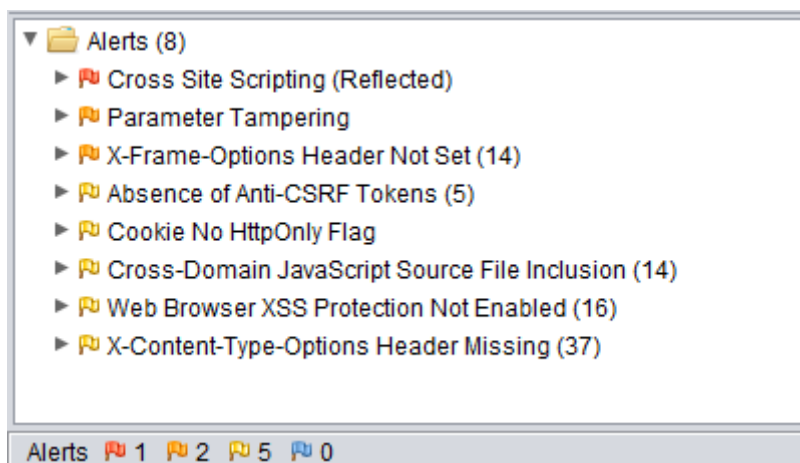 Alerts (8)
Cross Site Scripting (Reflected)
Parameter Tampering
X-Frame-Options Header Not Set (14)
Absence of Anti-CSRF Tokens (5)
Cookie No HttpOnly Flag
Cross-Domain JavaScript Source File Inclusion (14)
Web Browser XSS Protection Not Enabled (16)
X-Content-Type-Options Header Missing (37)
Alerts 1 2 5 0